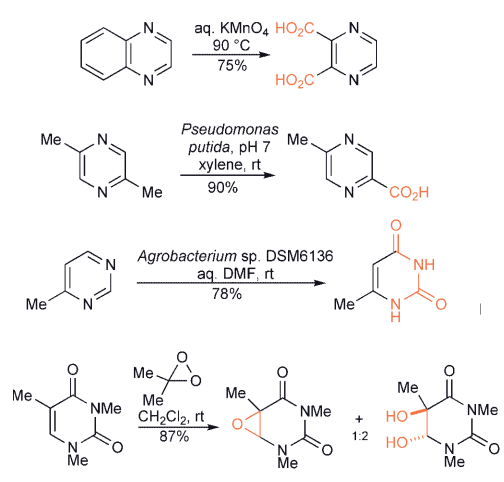 N
N
aq. KMnO4
90 °C
75%
HO2C
HO2C
N
N
Me
N
N
Me
Pseudomonas
putida, pH 7
xylene, rt
90%
Me
N
N
CO2H
Me
N
N
Agrobacterium sp. DSM6136
aq. DMF, rt
78%
O
NH
Me
N
H
O
Me
O
NMe
N
Me
O
Me
Me
O
O
CH2Cl2, rt
87%
Me
O
O
NMe
N
Me
O
+
1:2
Me
O
HO
HO
H
NMe
N
Me
O